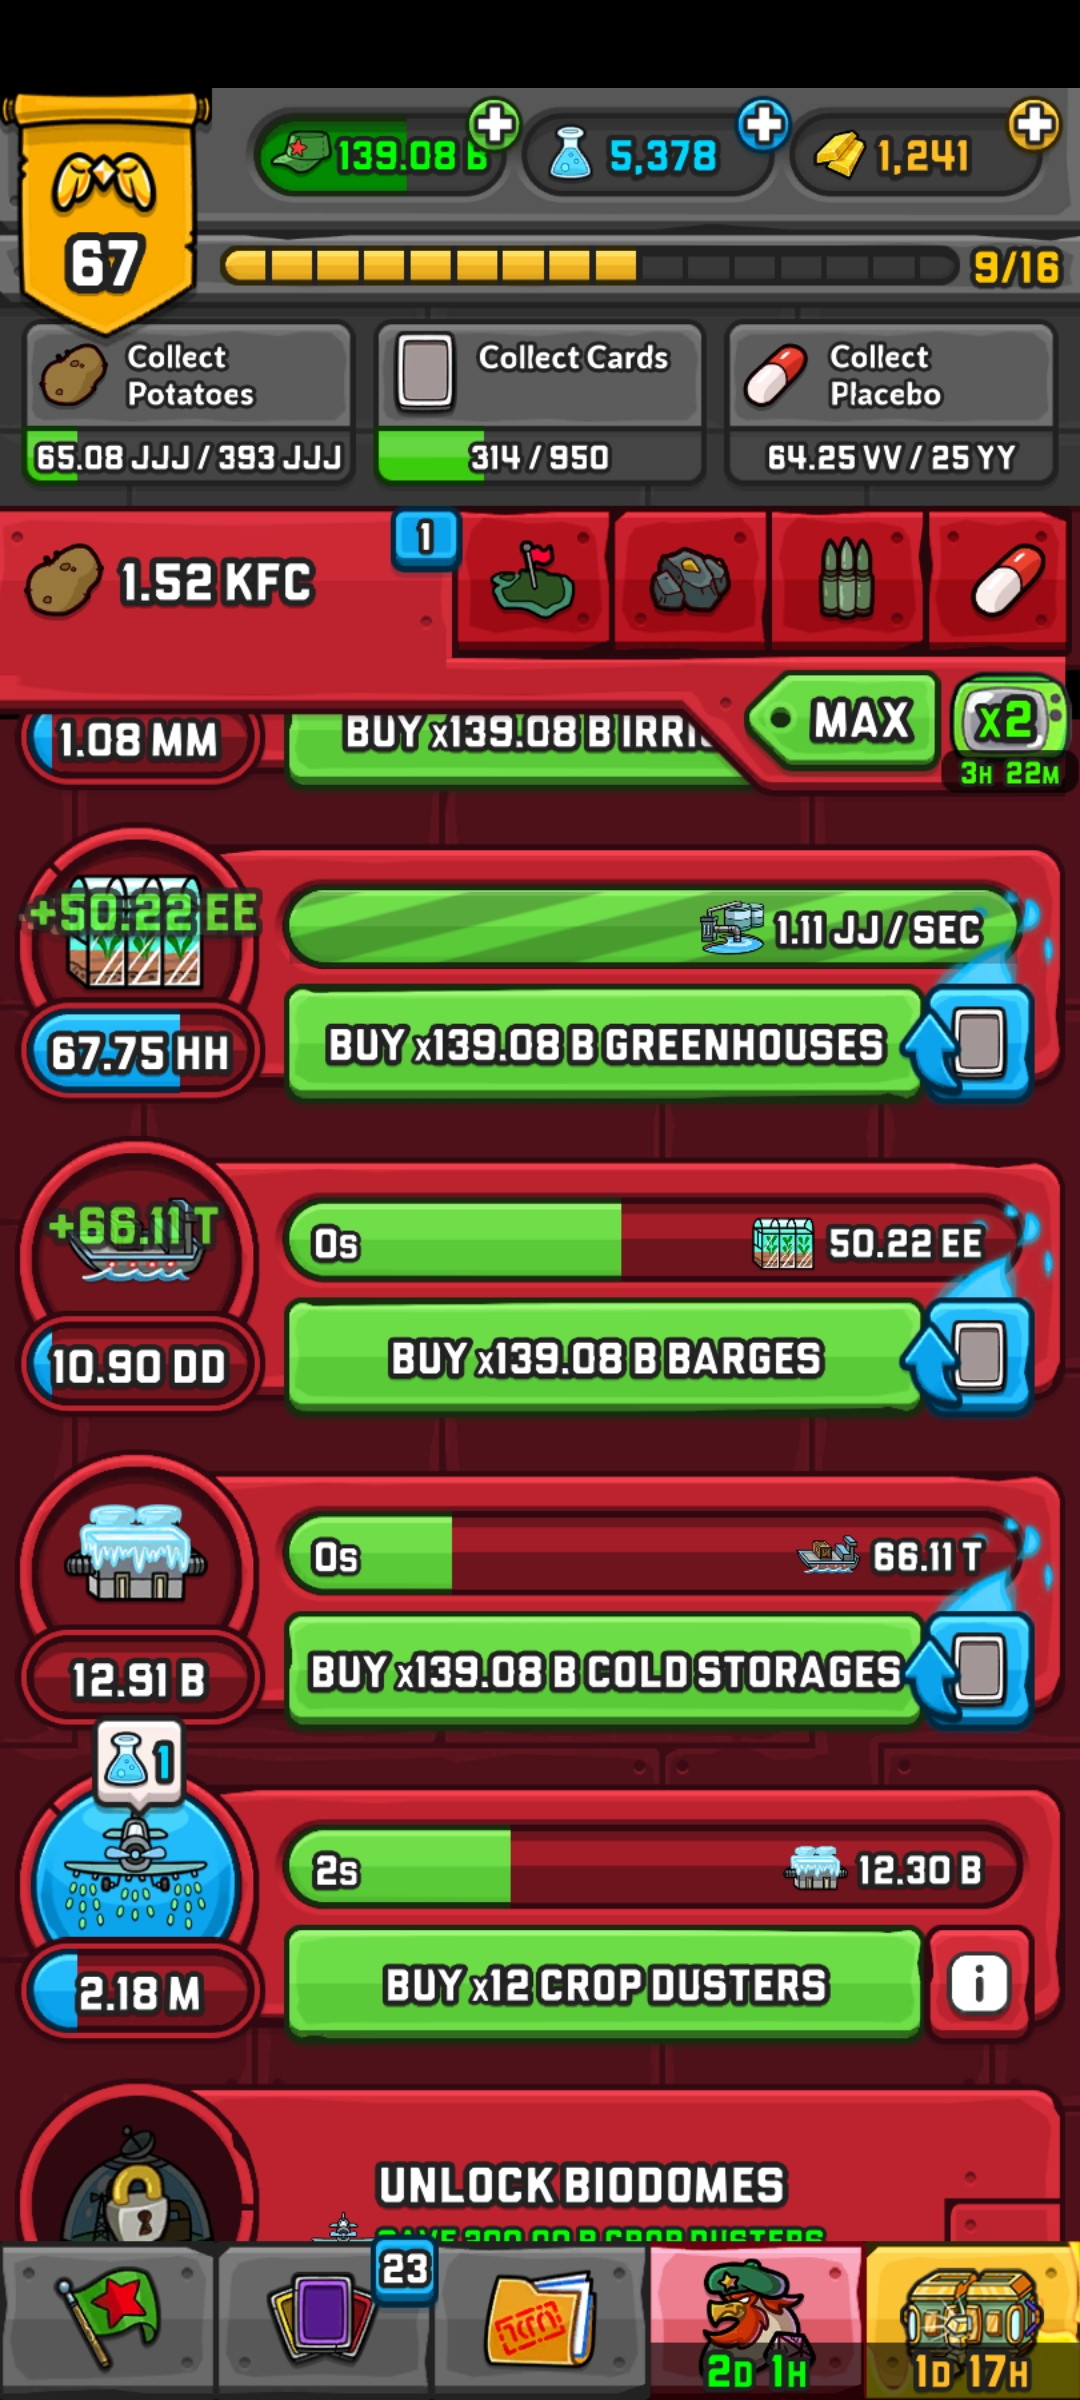 139.08 B
5,378
1,241
67
9/16
Collect
Potatoes
65.08 JJJ / 393 JJJ
Collect Cards
314 / 950
Collect
Placebo
64.25 VV / 25 YY
1.52 KFC
1
MAX
x2
3H 22M
1.08 MM
BUY x139.08 B
+50.22 EE
1.11 JJ / SEC
67.75 HH
BUY x139.08 B GREENHOUSES
+66.11 T
0s
50.22 EE
10.90 DD
BUY x139.08 B BARGES
0s
66.11 T
12.91 B
BUY x139.08 B COLD STORAGES
1
2s
12.30 B
2.18 M
BUY x12 CROP DUSTERS
i
UNLOCK BIODOMES
23
2D 1H
1D 17H